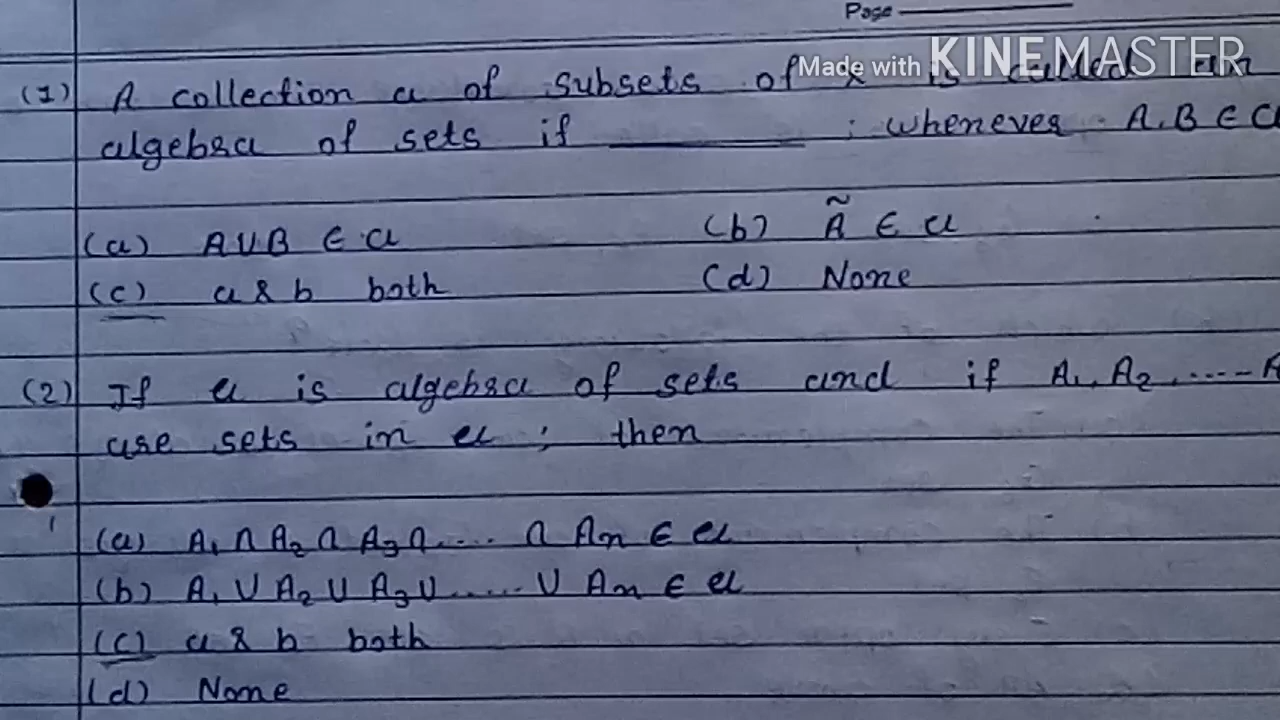 Page
Made with KINEMASTER
(1) A collection a of subsets of x is called an
algebra of sets if ________ ; whenever A, B ∈ a
(a) A∪B ∈ a (b) Ã ∈ a
(c) a & b both (d) None
(2) If a is algebra of sets and if A₁, A₂, ....
are sets in a ; then
(a) A₁ ∩ A₂ ∩ A₃ ∩ .... ∩ An ∈ a
(b) A₁ ∪ A₂ ∪ A₃ ∪ ..... ∪ An ∈ a
(c) a & b both
(d) None